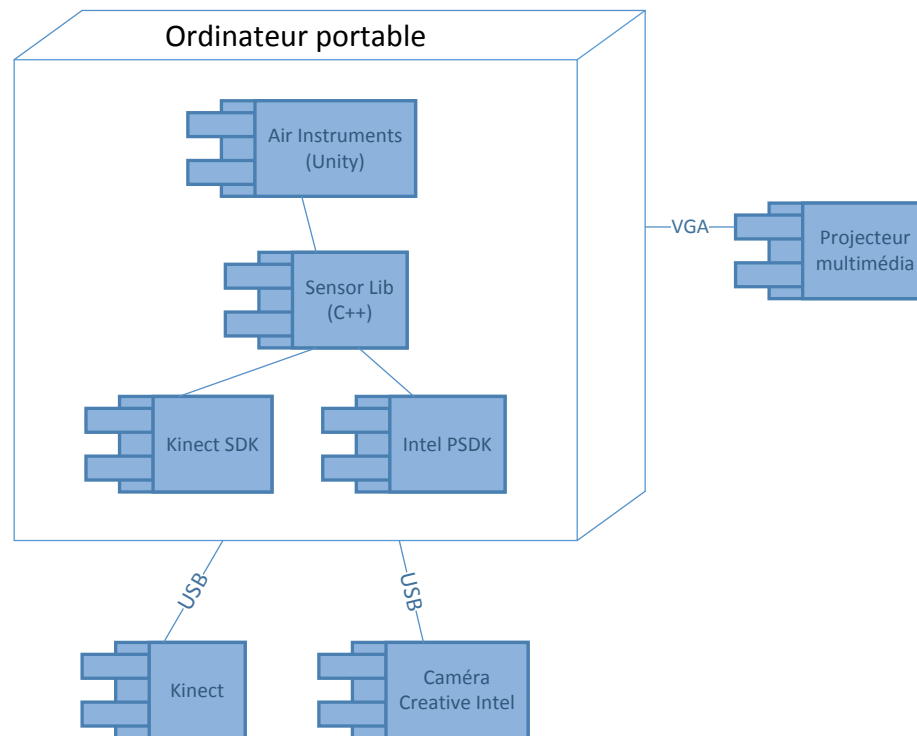 Ordinateur portable
Air Instruments
(Unity)
VGA
Projecteur
multimédia
Sensor Lib
(C++)
Kinect SDK
Intel PSDK
USB
USB
Kinect
Caméra
Creative Intel